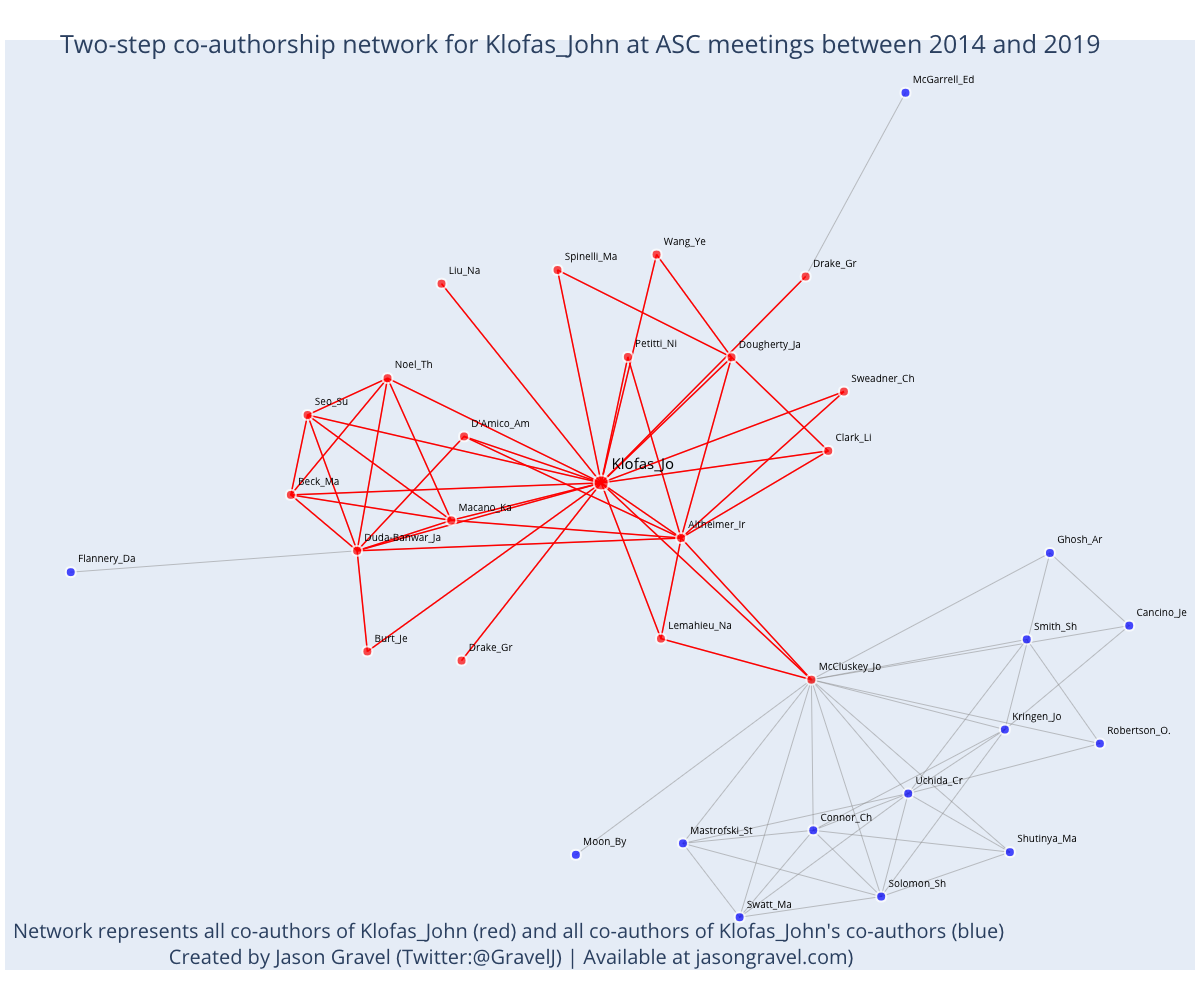 Two-step co-authorship network for Klofas_John at ASC meetings between 2014 and 2019
McGarrell_Ed
Wang_Ye
Spinelli_Ma
Drake_Gr
Liu_Na
Petitti_Ni
Dougherty_Ja
Noel_Th
Sweadner_Ch
Seo_Su
D'Amico_Am
Clark_Li
Klofas_Jo
Beck_Ma
Macano_Ka
Altheimer_Ir
Duda-Banwar_Ja
Ghosh_Ar
Flannery_Da
Cancino_Je
Lemahieu_Na
Smith_Sh
Burt_Je
Drake_Gr
McCluskey_Jo
Kringen_Jo
Robertson_O.
Uchida_Cr
Connor_Ch
Mastrofski_St
Moon_By
Shutinya_Ma
Solomon_Sh
Swatt_Ma
Network represents all co-authors of Klofas_John (red) and all co-authors of Klofas_John's co-authors (blue)
Created by Jason Gravel (Twitter:@GravelJ) | Available at jasongravel.com)